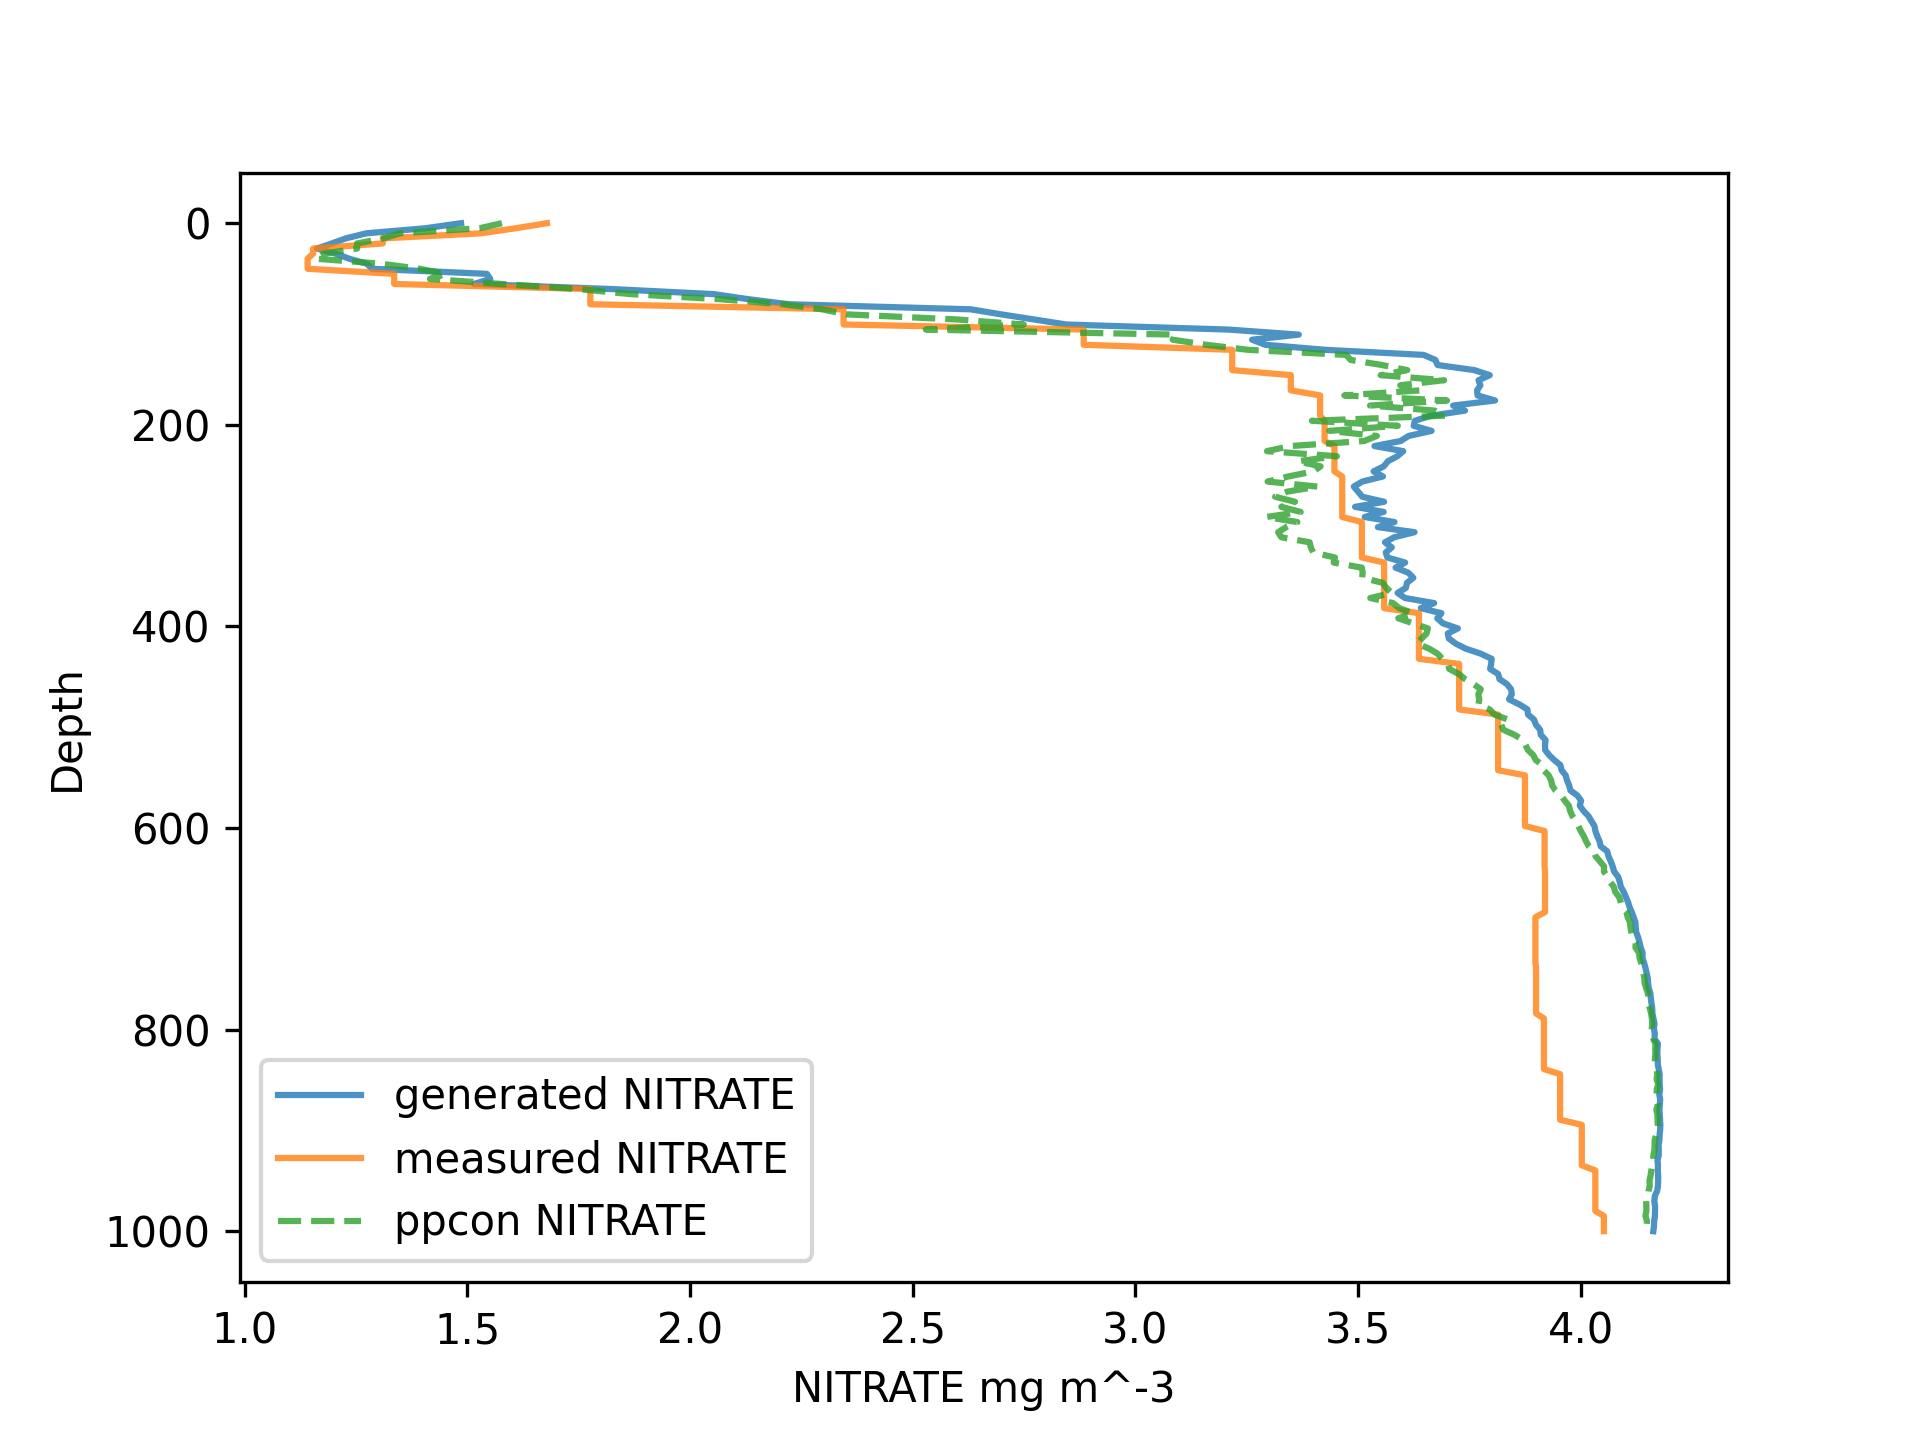 0
200
400
600
800
1000
Depth
generated NITRATE
measured NITRATE
ppcon NITRATE
1.0 1.5 2.0 2.5 3.0 3.5 4.0
NITRATE mg m^-3